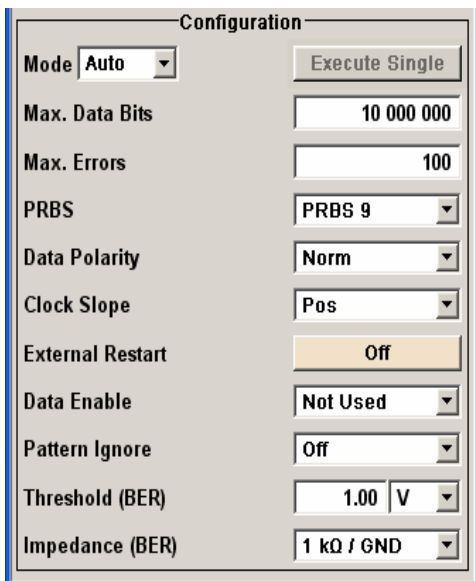 Configuration
Mode Auto Execute Single
Max. Data Bits 10 000 000
Max. Errors 100
PRBS PRBS 9
Data Polarity Norm
Clock Slope Pos
External Restart Off
Data Enable Not Used
Pattern Ignore Off
Threshold (BER) 1.00 V
Impedance (BER) 1 kΩ / GND